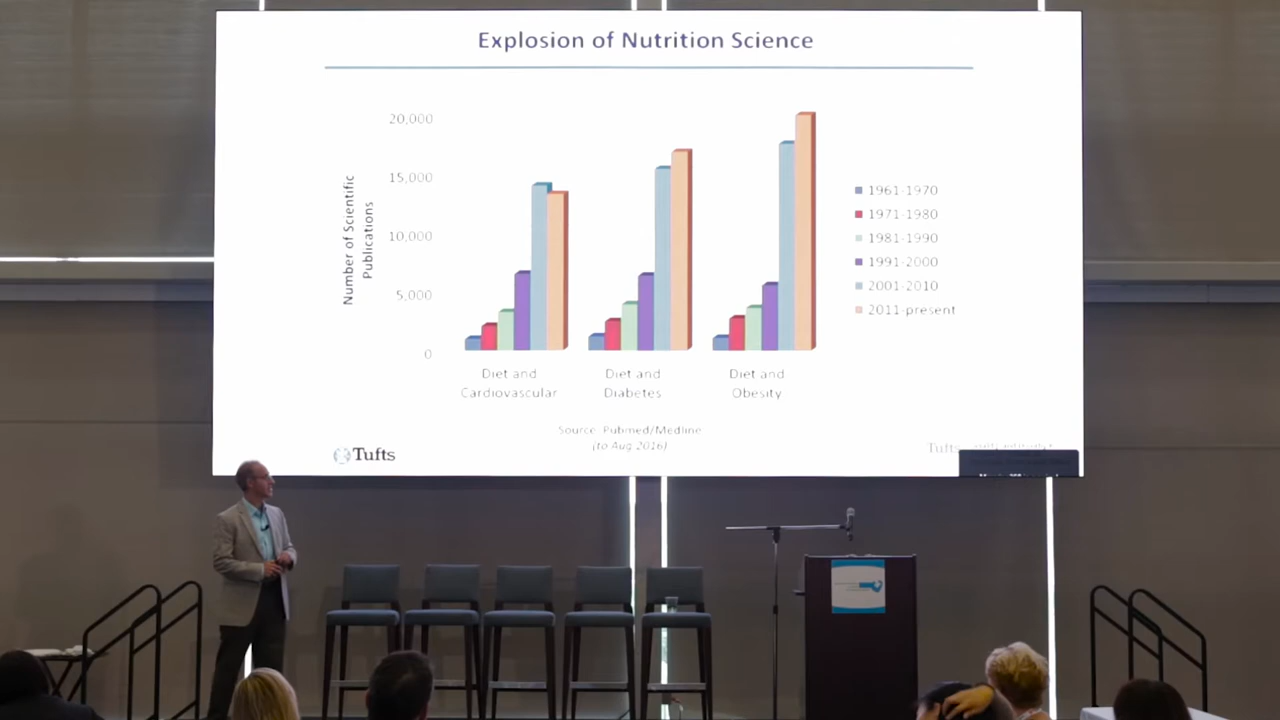 Explosion of Nutrition Science
20,000
15,000
10,000
5,000
0
Number of Scientific
Publications
Diet and
Cardiovascular
Diet and
Diabetes
Diet and
Obesity
1961-1970
1971-1980
1981-1990
1991-2000
2001-2010
2011-present
Source: Pubmed/Medline
(to Aug 2016)
Tufts
Tufts